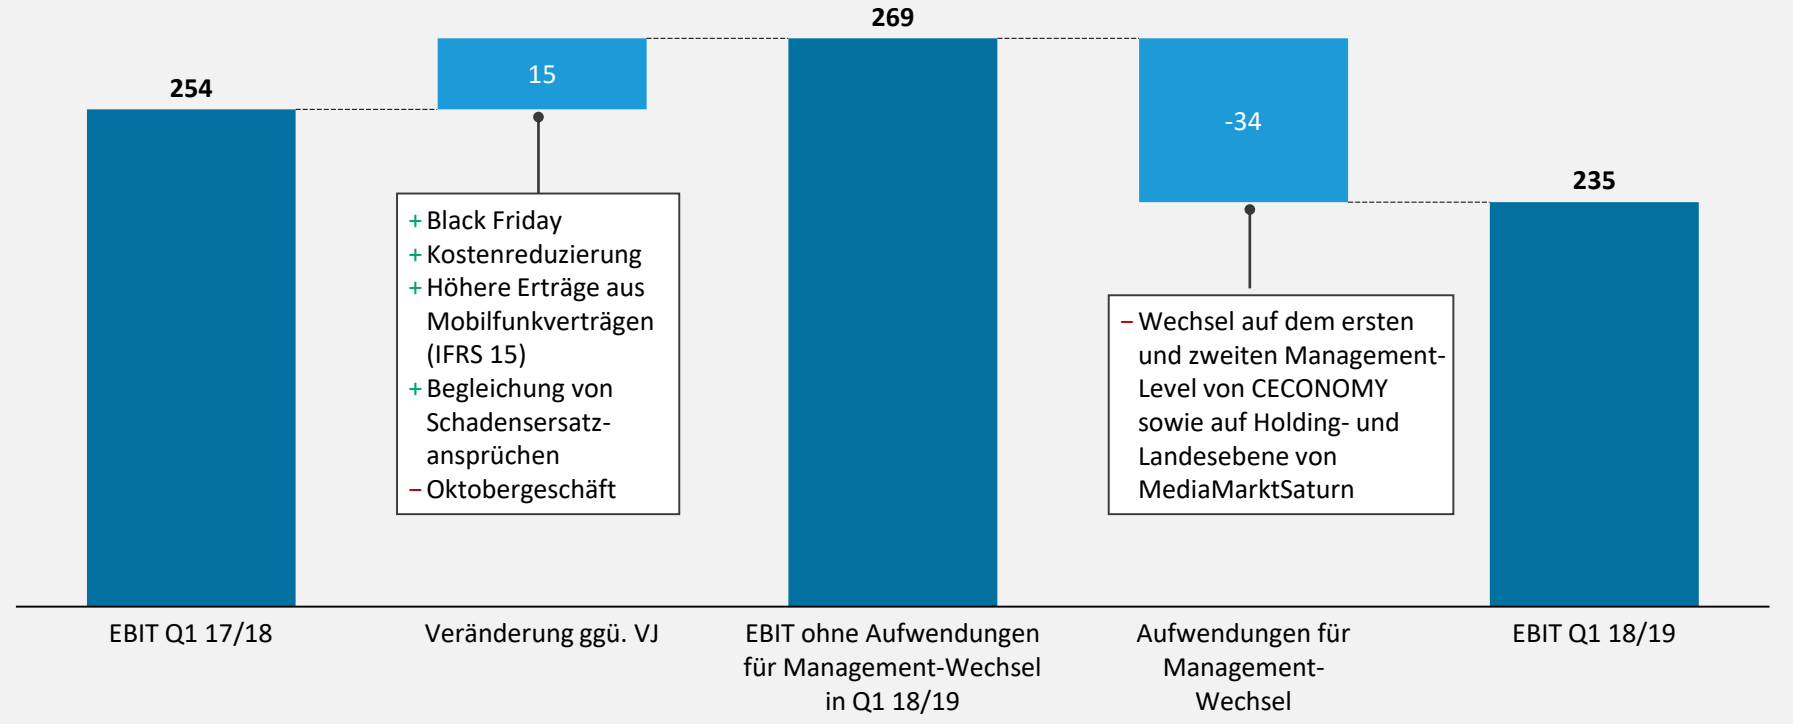 269
254
15
-34
235
+ Black Friday
+ Kostenreduzierung
+ Höhere Erträge aus
Mobilfunkverträgen
(IFRS 15)
+ Begleichung von
Schadensersatz-
ansprüchen
− Oktobergeschäft
− Wechsel auf dem ersten
und zweiten Management-
Level von CECONOMY
sowie auf Holding- und
Landesebene von
MediaMarktSaturn
EBIT Q1 17/18
Veränderung ggü. VJ
EBIT ohne Aufwendungen
für Management-Wechsel
in Q1 18/19
Aufwendungen für
Management-
Wechsel
EBIT Q1 18/19